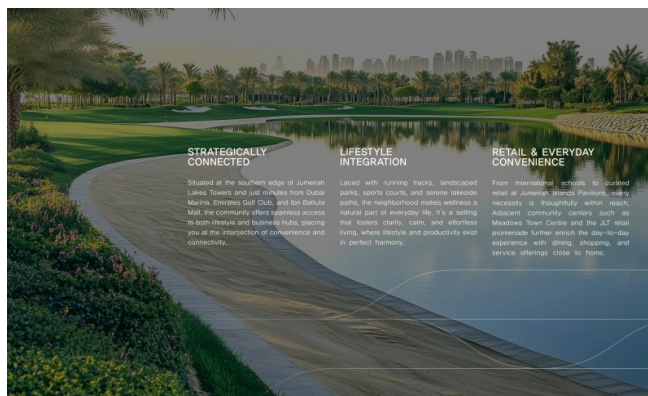 STRATEGICALLY
CONNECTED
Situated at the southern edge of Jumeirah
Lakes Towers and just minutes from Dubai
Marina, Emirates Golf Club, and Ibn Battuta
Mall, the community offers seamless access
to both lifestyle and business hubs, placing
you at the intersection of convenience and
connectivity.
LIFESTYLE
INTEGRATION
Laced with running tracks, landscaped
parks, sports courts, and serene lakeside
paths, the neighborhood makes wellness a
natural part of everyday life. It's a setting
that fosters clarity, calm, and effortless
living, where lifestyle and productivity exist
in perfect harmony.
RETAIL & EVERYDAY
CONVENIENCE
From international schools to curated
retail at Jumeirah Islands Pavilions, every
necessity is thoughtfully within reach.
Adjacent community centers such as
Meadows Town Centre and the JLT retail
promenade further enrich the day-to-day
experience with dining, shopping, and
service offerings close to home.